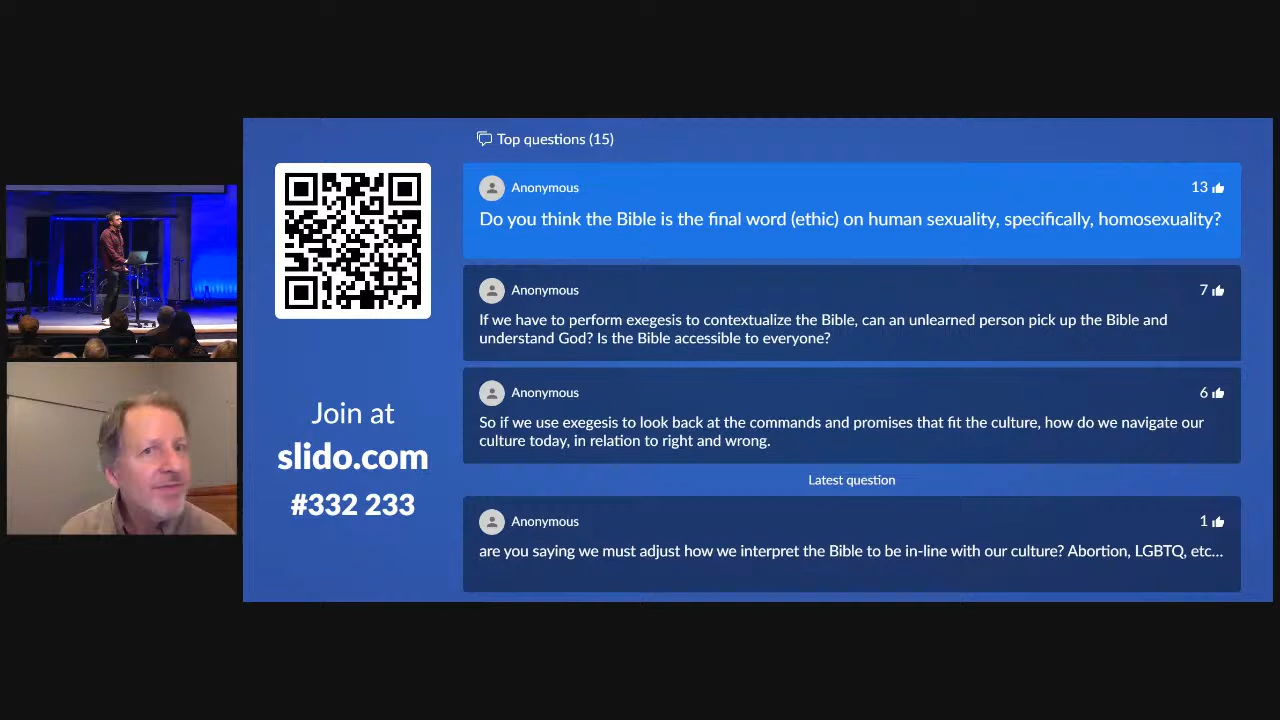 Top questions (15)
Anonymous
13
Do you think the Bible is the final word (ethic) on human sexuality, specifically, homosexuality?
Anonymous
7
If we have to perform exegesis to contextualize the Bible, can an unlearned person pick up the Bible and
understand God? Is the Bible accessible to everyone?
Anonymous
6
So if we use exegesis to look back at the commands and promises that fit the culture, how do we navigate our
culture today, in relation to right and wrong.
Latest question
Anonymous
1
are you saying we must adjust how we interpret the Bible to be in-line with our culture? Abortion, LGBTQ, etc...
Join at
slido.com
#332 233